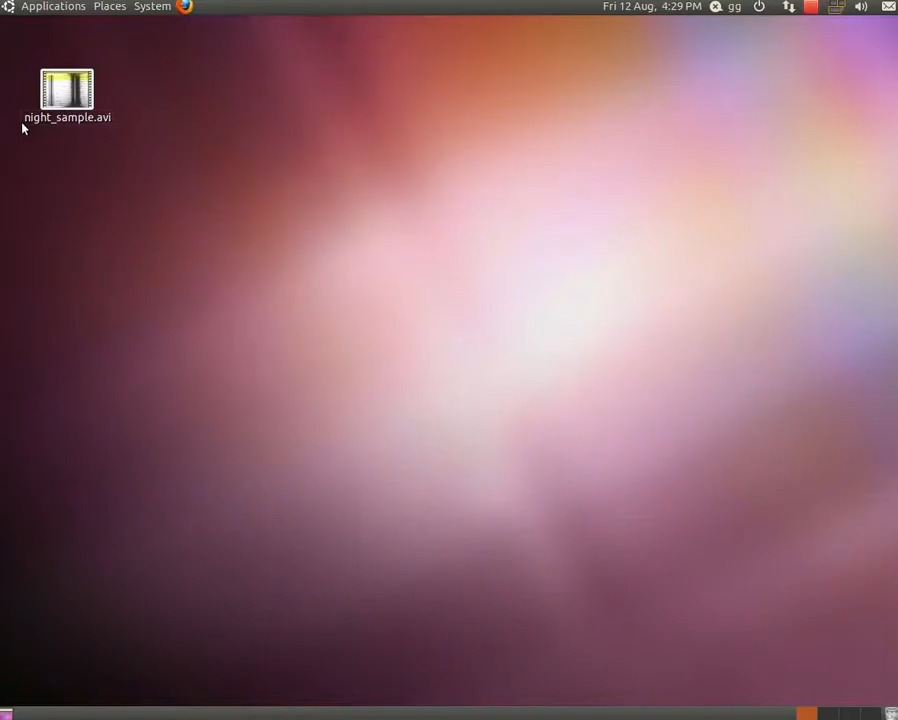 Applications Places System Fri 12 Aug, 4:29 PM gg
night_sample.avi